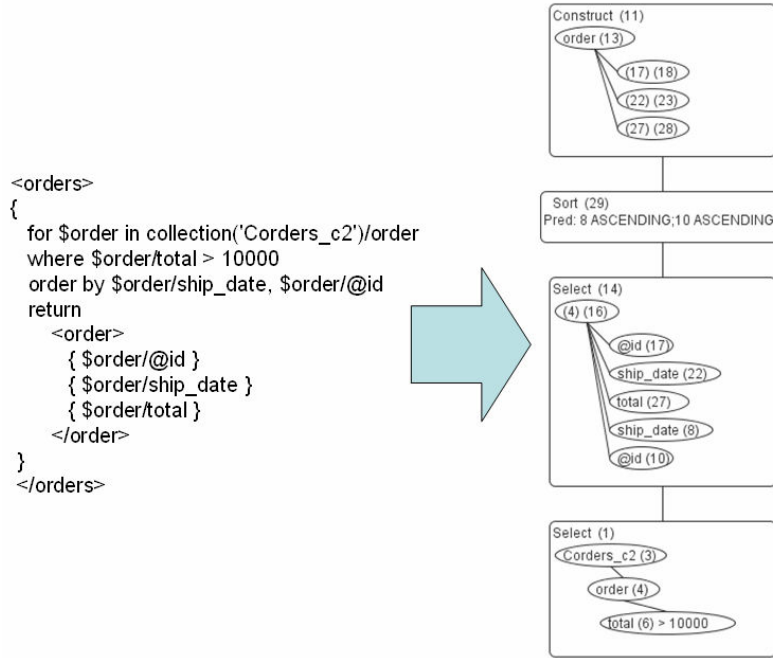 <orders>
{
for $order in collection('Corders_c2')/order
where $order/total > 10000
order by $order/ship_date, $order/@id
return
<order>
{ $order/@id }
{ $order/ship_date }
{ $order/total }
</order>
}
</orders>
Construct (11)
order (13)
(17) (18)
(22) (23)
(27) (28)
Sort (29)
Pred: 8 ASCENDING;10 ASCENDING
Select (14)
(4) (16)
@id (17)
ship_date (22)
total (27)
ship_date (8)
@id (10)
Select (1)
Corders_c2 (3)
order (4)
total (6) > 10000